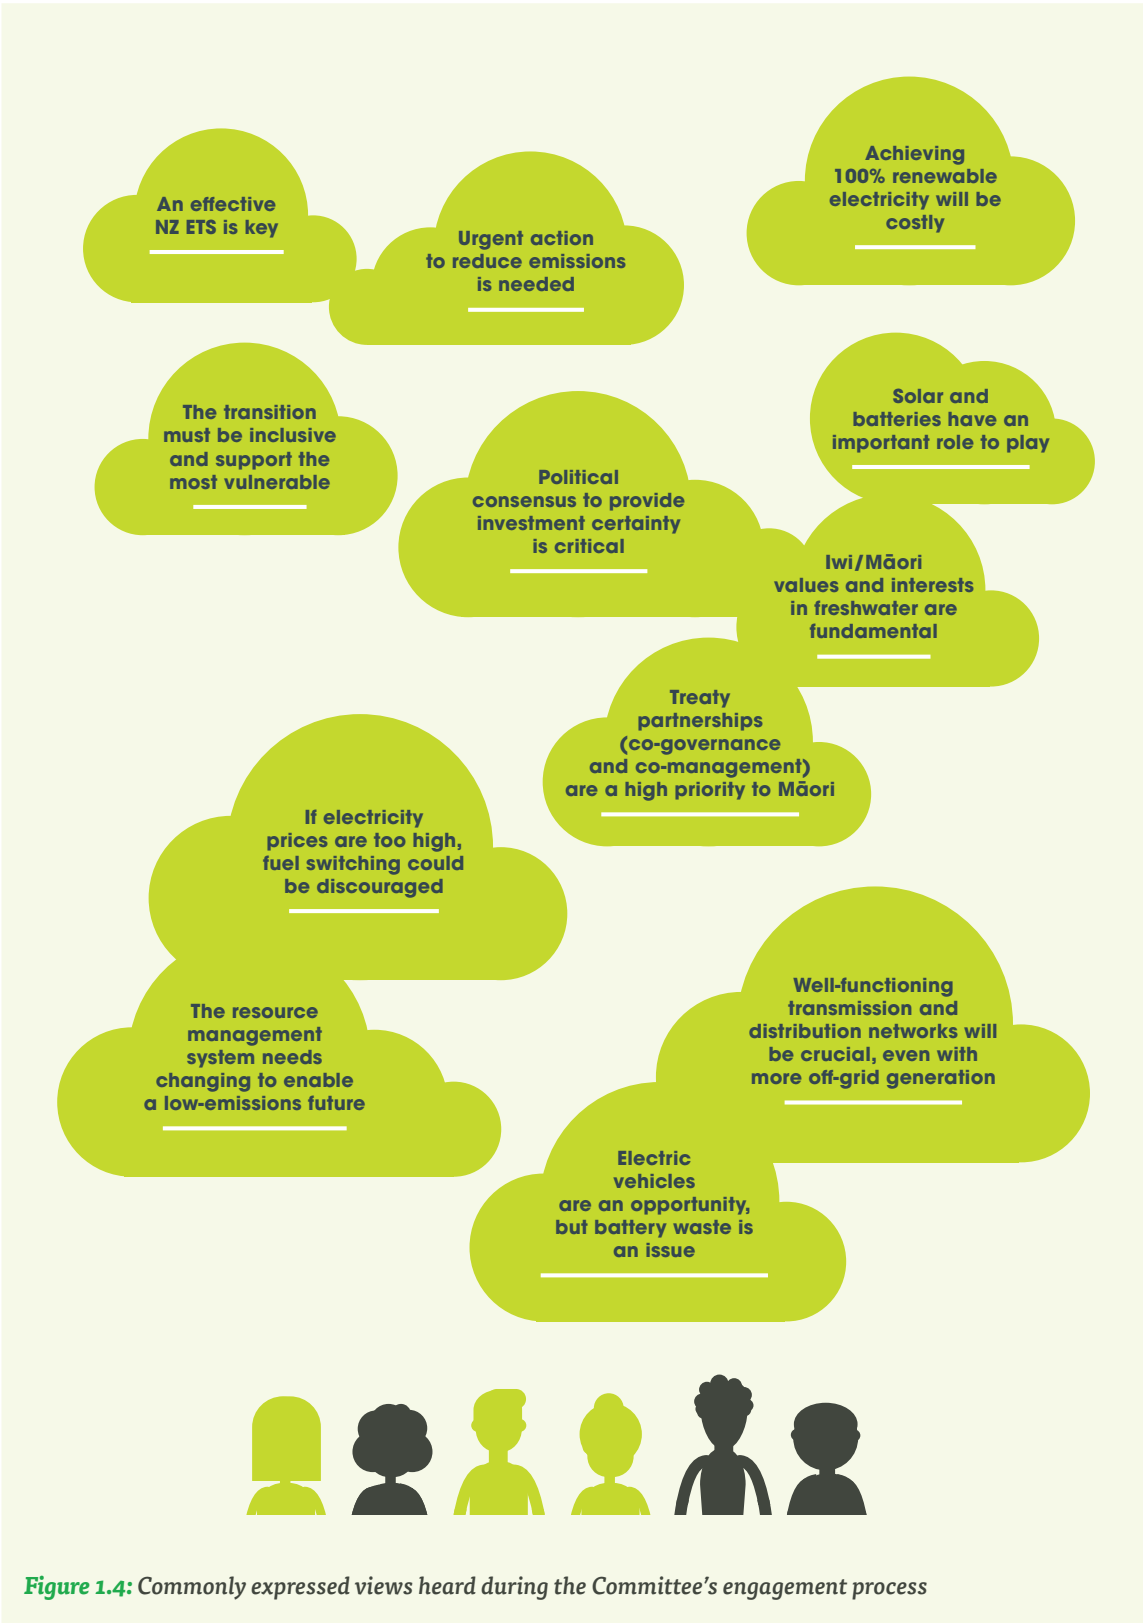 An effective
NZ ETS is key
Urgent action
to reduce emissions
is needed
Achieving
100% renewable
electricity will be
costly
The transition
must be inclusive
and support the
most vulnerable
Political
consensus to provide
investment certainty
is critical
Solar and
batteries have an
important role to play
Iwi/Māori
values and interests
in freshwater are
fundamental
Treaty
partnerships
(co-governance
and co-management)
are a high priority to Māori
If electricity
prices are too high,
fuel switching could
be discouraged
The resource
management
system needs
changing to enable
a low-emissions future
Well-functioning
transmission and
distribution networks will
be crucial, even with
more off-grid generation
Electric
vehicles
are an opportunity,
but battery waste is
an issue
Figure 1.4: Commonly expressed views heard during the Committee's engagement process